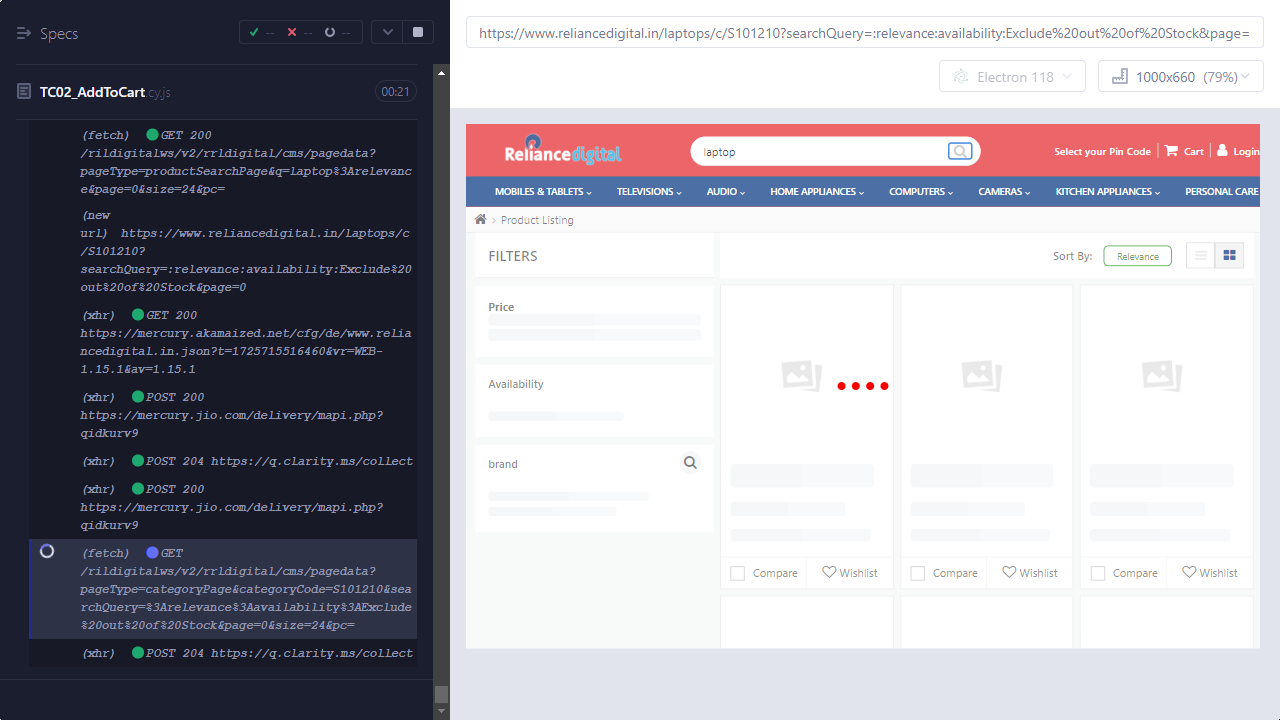 Specs
-- -- --
TC02_AddToCart.cy.js
00:21
(fetch) GET 200
/rildigitalws/v2/rrldigital/cms/pagedata?
pageType=productSearchPage&q=laptop%3Arelevanc
e&page=0&size=24&pc=
(new
url) https://www.reliancedigital.in/laptops/c
/S101210?
searchQuery=:relevance:availability:Exclude%20
out%20of%20Stock&page=0
(xhr) GET 200
https://mercury.akamaized.net/cfg/de/www.relia
ncedigital.in.json?t=1725715516460&vr=WEB-
1.15.1&av=1.15.1
(xhr) POST 200
https://mercury.jio.com/delivery/mapi.php?
qidkurv9
(xhr) POST 204 https://q.clarity.ms/collect
(xhr) POST 200
https://mercury.jio.com/delivery/mapi.php?
qidkurv9
(fetch) GET
/rildigitalws/v2/rrldigital/cms/pagedata?
pageType=categoryPage&categoryCode=S101210&sea
rchQuery=%3Arelevance%3Aavailability%3AExclude
%20out%20of%20Stock&page=0&size=24&pc=
(xhr) POST 204 https://q.clarity.ms/collect
https://www.reliancedigital.in/laptops/c/S101210?searchQuery=:relevance:availability:Exclude%20out%20of%20Stock&page=
Electron 118
1000x660 (79%)
Reliance digital
laptop
Select your Pin Code
Cart
Login
MOBILES & TABLETS
TELEVISIONS
AUDIO
HOME APPLIANCES
COMPUTERS
CAMERAS
KITCHEN APPLIANCES
PERSONAL CARE
Product Listing
FILTERS
Sort By:
Relevance
Price
Availability
brand
Compare
Wishlist
Compare
Wishlist
Compare
Wishlist